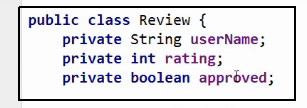 public class Review {
private String userName;
private int rating;
private boolean approved;